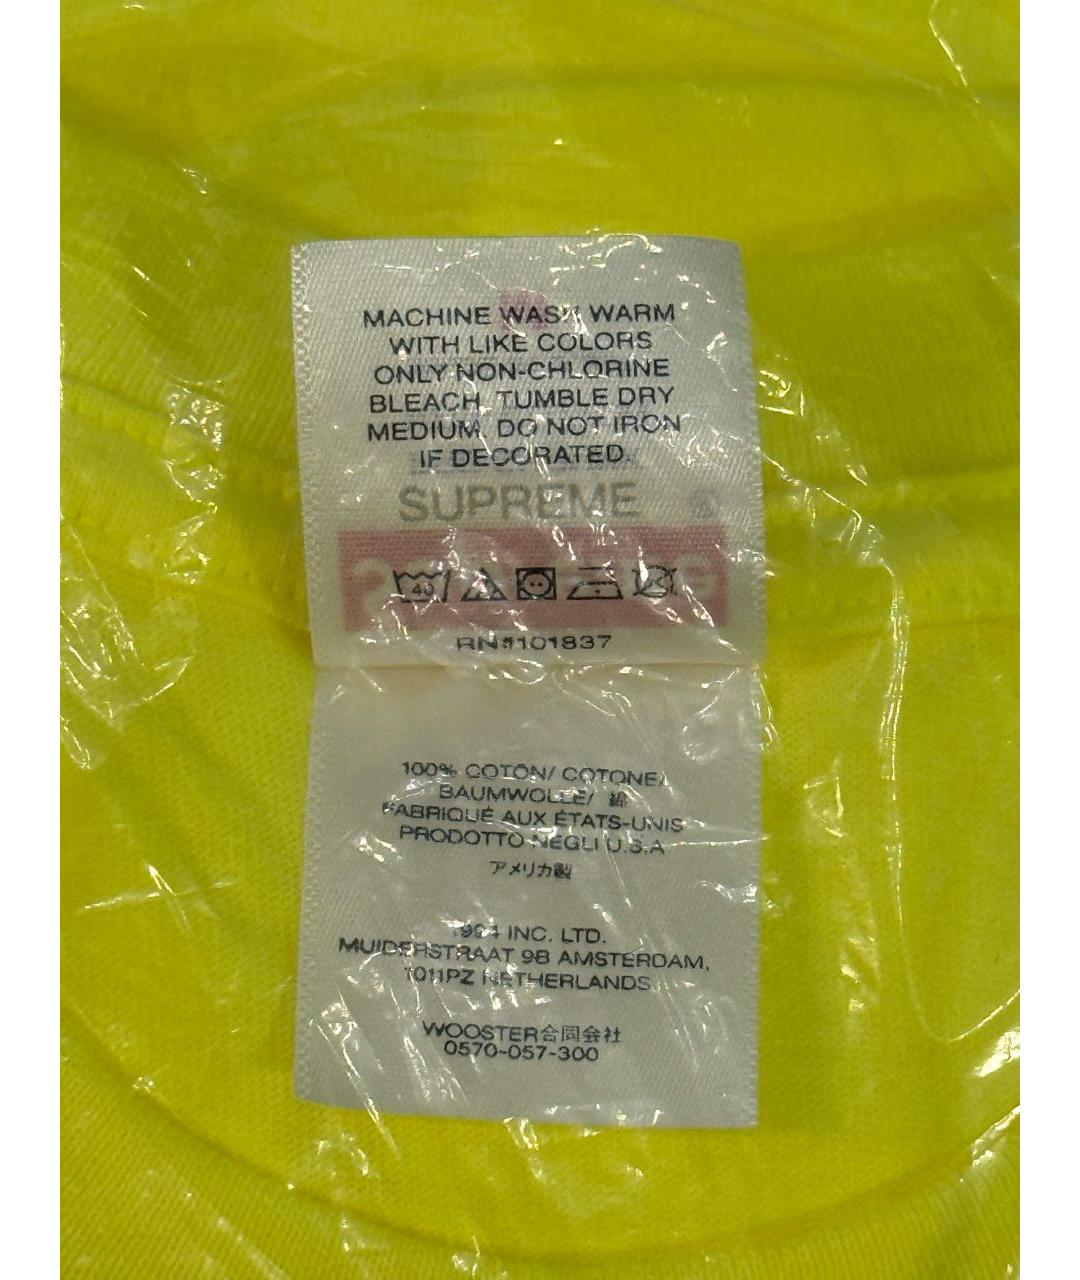 MACHINE WASH WARM
WITH LIKE COLORS
ONLY NON-CHLORINE
BLEACH. TUMBLE DRY
MEDIUM. DO NOT IRON
IF DECORATED.
SUPREME
40
RN#101837
100% COTON/ COTONE/
BAUMWOLLE/ 綿
FABRIQUÉ AUX ÉTATS-UNIS
PRODOTTO NEGLI U.S.A
アメリカ製
1994 INC. LTD.
MUIDERSTRAAT 98 AMSTERDAM,
1011PZ NETHERLANDS
WOOSTER合同会社
0570-057-300